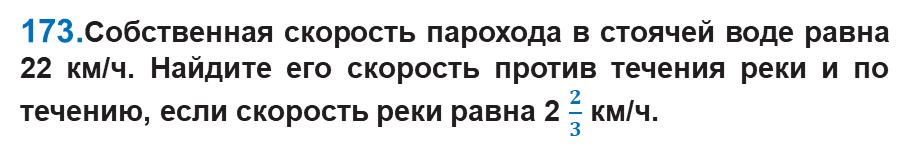 173.Собственная скорость парохода в стоячей воде равна
22 км/ч. Найдите его скорость против течения реки и по
течению, если скорость реки равна 2 2/3 км/ч.